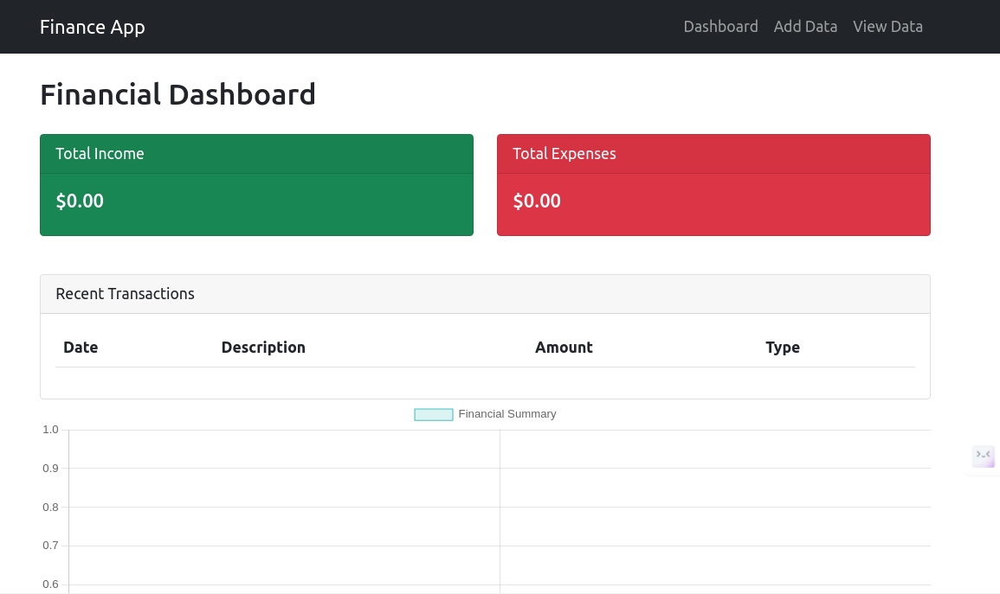 Finance App Dashboard Add Data View Data
Financial Dashboard
Total Income
$0.00
Total Expenses
$0.00
Recent Transactions
Date Description Amount Type
Financial Summary
1.0
0.9
0.8
0.7
0.6